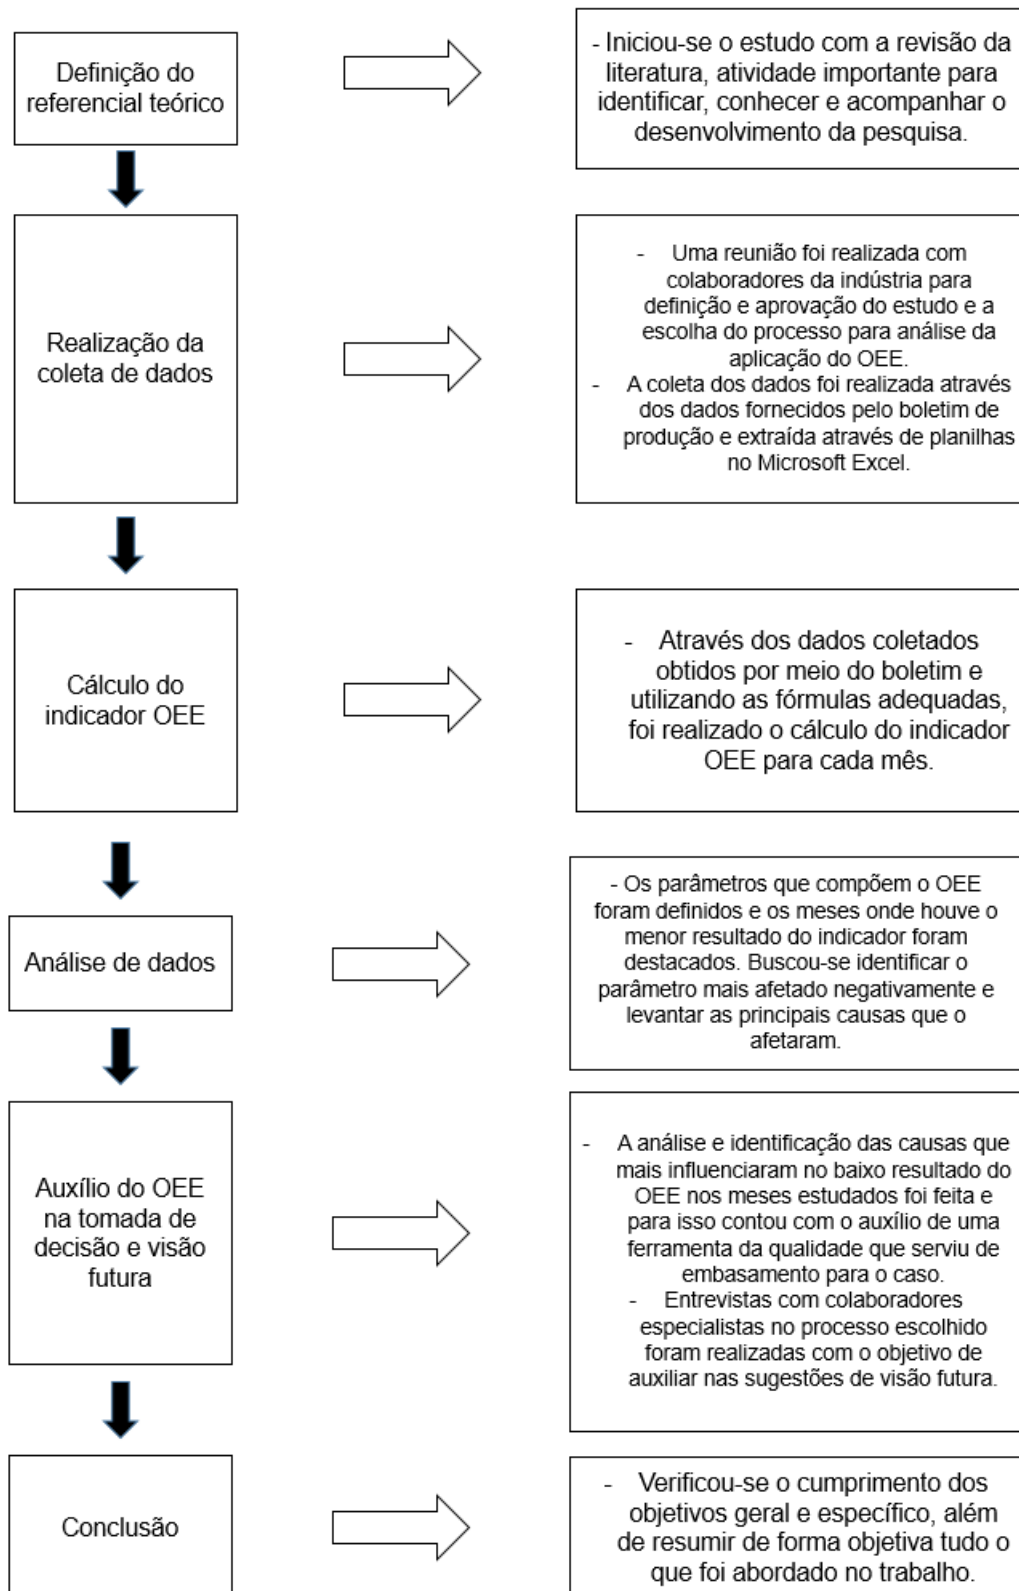 Definição do
referencial teórico
- Iniciou-se o estudo com a revisão da
literatura, atividade importante para
identificar, conhecer e acompanhar o
desenvolvimento da pesquisa.
Realização da
coleta de dados
- Uma reunião foi realizada com
colaboradores da indústria para
definição e aprovação do estudo e a
escolha do processo para análise da
aplicação do OEE.
- A coleta dos dados foi realizada através
dos dados fornecidos pelo boletim de
produção e extraída através de planilhas
no Microsoft Excel.
Cálculo do
indicador OEE
- Através dos dados coletados
obtidos por meio do boletim e
utilizando as fórmulas adequadas,
foi realizado o cálculo do indicador
OEE para cada mês.
Análise de dados
- Os parâmetros que compõem o OEE
foram definidos e os meses onde houve o
menor resultado do indicador foram
destacados. Buscou-se identificar o
parâmetro mais afetado negativamente e
levantar as principais causas que o
afetaram.
Auxílio do OEE
na tomada de
decisão e visão
futura
- A análise e identificação das causas que
mais influenciaram no baixo resultado do
OEE nos meses estudados foi feita e
para isso contou com o auxílio de uma
ferramenta da qualidade que serviu de
embasamento para o caso.
- Entrevistas com colaboradores
especialistas no processo escolhido
foram realizadas com o objetivo de
auxiliar nas sugestões de visão futura.
Conclusão
- Verificou-se o cumprimento dos
objetivos geral e específico, além
de resumir de forma objetiva tudo o
que foi abordado no trabalho.